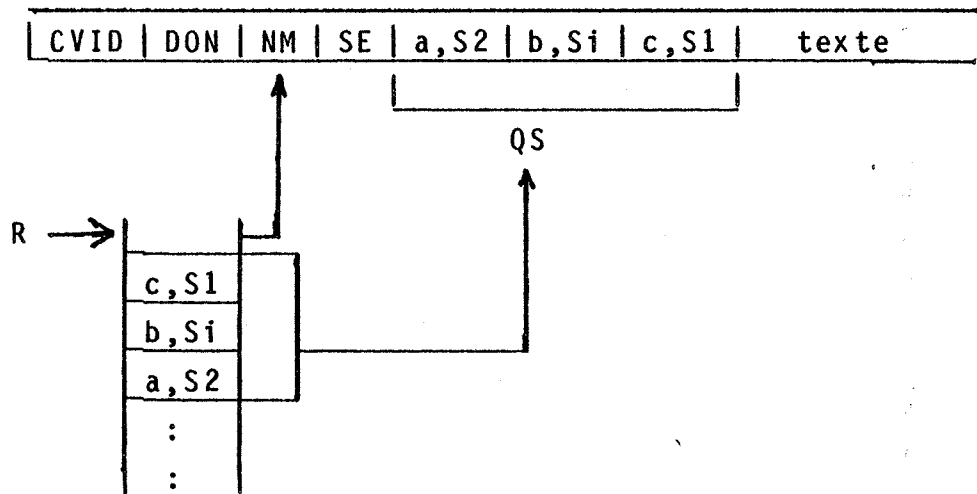 | CVID | DON | NM | SE | a,S2 | b,Si | c,S1 | texte
QS
R
c,S1
b,Si
a,S2
:
: